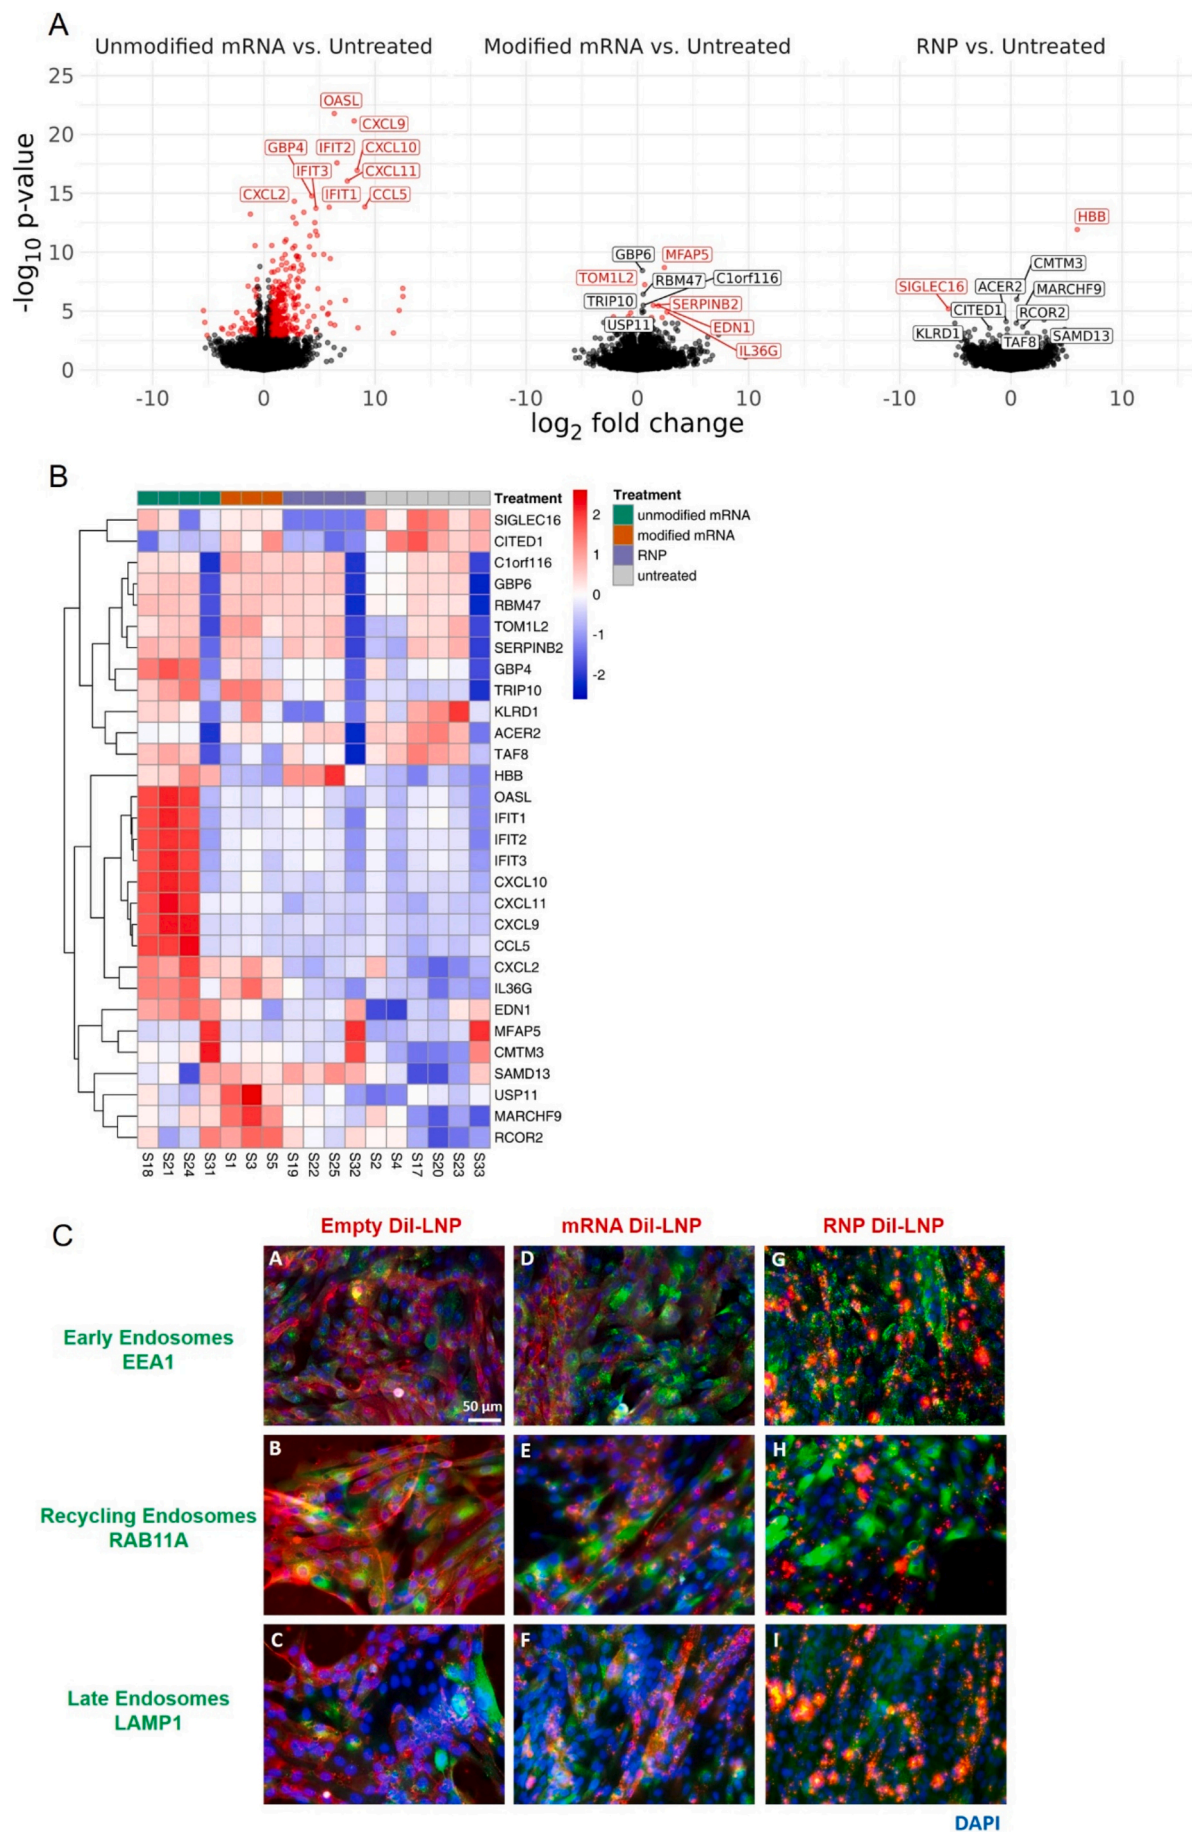 A
Unmodified mRNA vs. Untreated
Modified mRNA vs. Untreated
RNP vs. Untreated
-log10 p-value
25
20
15
10
5
0
OASL
CXCL9
GBP4
IFIT2
CXCL10
IFIT3
CXCL11
CXCL2
IFIT1
CCL5
GBP6
MFAP5
TOM1L2
RBM47
C1orf116
TRIP10
SERPINB2
USP11
EDN1
IL36G
HBB
CMTM3
SIGLEC16
ACER2
MARCHF9
CITED1
RCOR2
KLRD1
TAF8
SAMD13
-10 0 10
-10 0 10
-10 0 10
log2 fold change
B
Treatment
SIGLEC16
CITED1
C1orf116
GBP6
RBM47
TOM1L2
SERPINB2
GBP4
TRIP10
KLRD1
ACER2
TAF8
HBB
OASL
IFIT1
IFIT2
IFIT3
CXCL10
CXCL11
CXCL9
CCL5
CXCL2
IL36G
EDN1
MFAP5
CMTM3
SAMD13
USP11
MARCHF9
RCOR2
2
1
0
-1
-2
Treatment
unmodified mRNA
modified mRNA
RNP
untreated
S18 S21 S24 S31 S1 S3 S5 S19 S22 S25 S32 S2 S4 S17 S20 S23 S33
C
Empty DiI-LNP
mRNA DiI-LNP
RNP DiI-LNP
Early Endosomes
EEA1
A
D
G
50 µm
Recycling Endosomes
RAB11A
B
E
H
Late Endosomes
LAMP1
C
F
I
DAPI